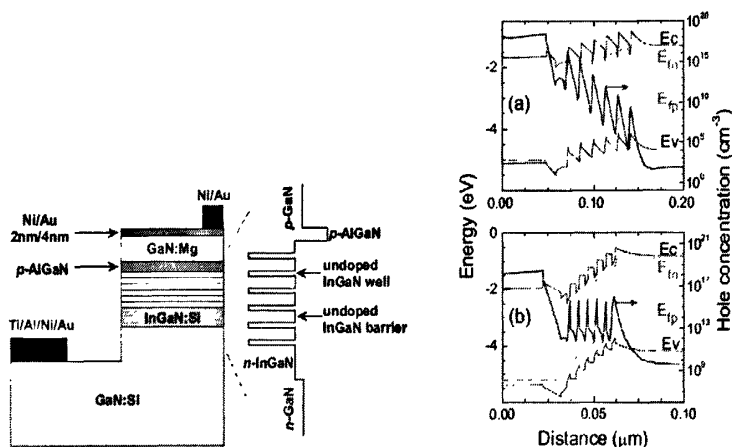 Ni/Au
Ni/Au
2nm/4nm
GaN:Mg
p-AlGaN
InGaN:Si
Ti/Al/Ni/Au
GaN:Si
p-GaN
p-AlGaN
undoped
InGaN well
undoped
InGaN barrier
n-InGaN
n-GaN
Energy (eV)
-2
-4
(a)
Ec
Efn
Efp
Ev
10^20
10^15
10^10
10^5
10^0
0.00 0.05 0.10 0.15 0.20
Hole concentration (cm^-3)
0
-2
-4
(b)
Ec
Efn
Efp
Ev
10^21
10^17
10^13
10^9
0.00 0.05 0.10
Distance (μm)